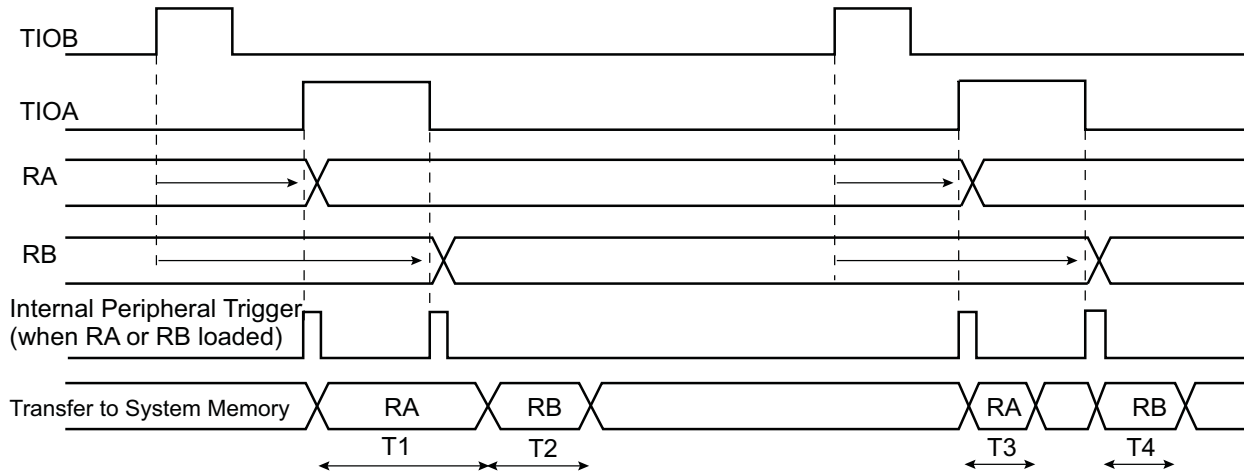 TIOB
TIOA
RA
RB
Internal Peripheral Trigger
(when RA or RB loaded)
Transfer to System Memory RA RB RA RB
T1 T2 T3 T4